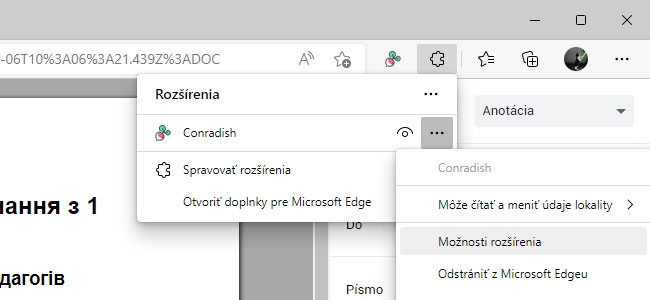 -06T10%3A06%3A21.439Z%3ADOC
Rozšírenia
Anotácia
Conradish
Spravovať rozšírenia
Conradish
Otvoriť doplnky pre Microsoft Edge
Môže čítať a meniť údaje lokality
ання з 1
Do
Možnosti rozšírenia
дагогів
Odstrániť z Microsoft Edgeu
Písmo